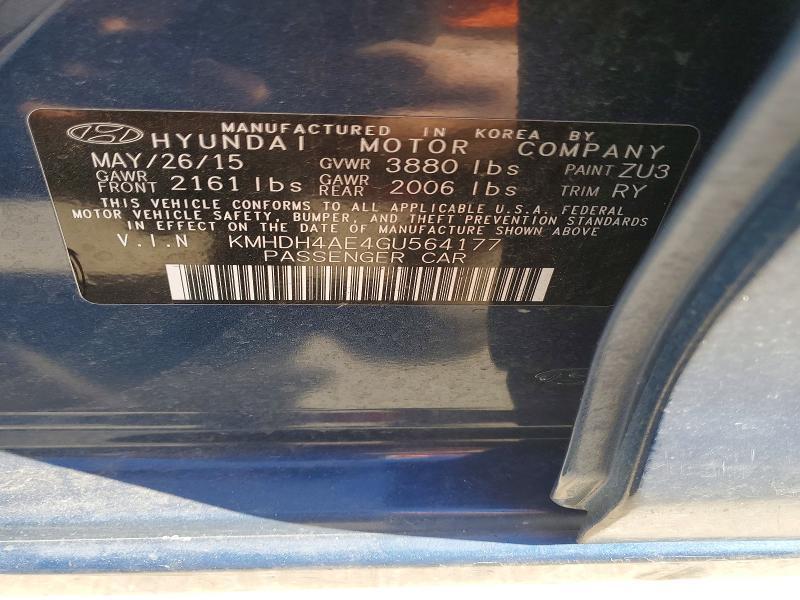 MANUFACTURED IN KOREA BY
HYUNDAI MOTOR COMPANY
MAY/26/15 GVWR 3880 lbs PAINT ZU3
GAWR FRONT 2161 lbs GAWR REAR 2006 lbs TRIM RY
THIS VEHICLE CONFORMS TO ALL APPLICABLE U.S.A. FEDERAL
MOTOR VEHICLE SAFETY, BUMPER, AND THEFT PREVENTION STANDARDS
IN EFFECT ON THE DATE OF MANUFACTURE SHOWN ABOVE
V.I.N KMHDH4AE4GU564177
PASSENGER CAR